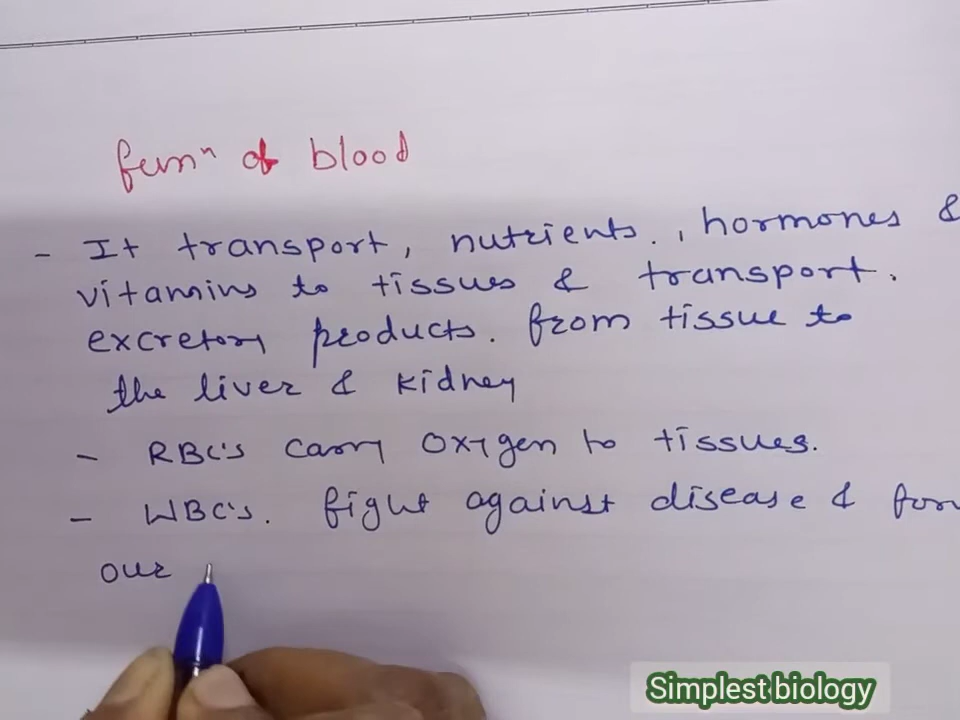 funⁿ of blood
- It transport, nutrients., hormones &
vitamins to tissues & transport.
excretory products. from tissue to
the liver & kidney
- RBC's carry oxygen to tissues.
- WBC's. fight against disease & form
our
Simplest biology